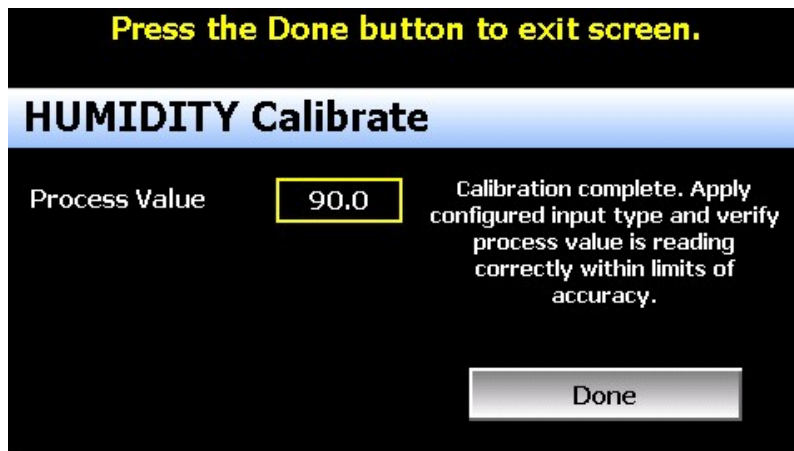 Press the Done button to exit screen.
HUMIDITY Calibrate
Process Value
90.0
Calibration complete. Apply
configured input type and verify
process value is reading
correctly within limits of
accuracy.
Done